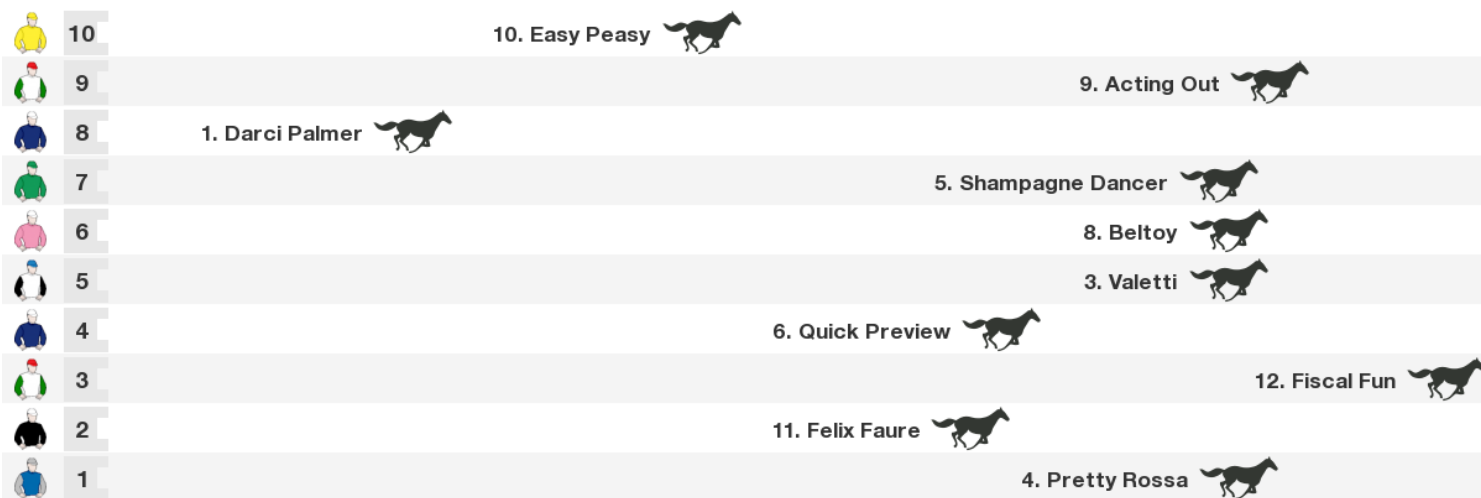 10 10. Easy Peasy
9 9. Acting Out
8 1. Darci Palmer
7 5. Shampagne Dancer
6 8. Beltoy
5 3. Valetti
4 6. Quick Preview
3 12. Fiscal Fun
2 11. Felix Faure
1 4. Pretty Rossa